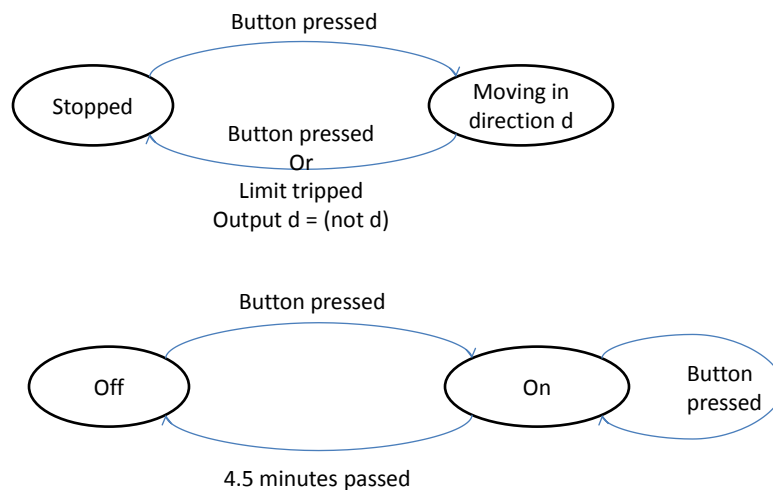 Button pressed
Stopped
Moving in
direction d
Button pressed
Or
Limit tripped
Output d = (not d)
Button pressed
Off
On
Button
pressed
4.5 minutes passed